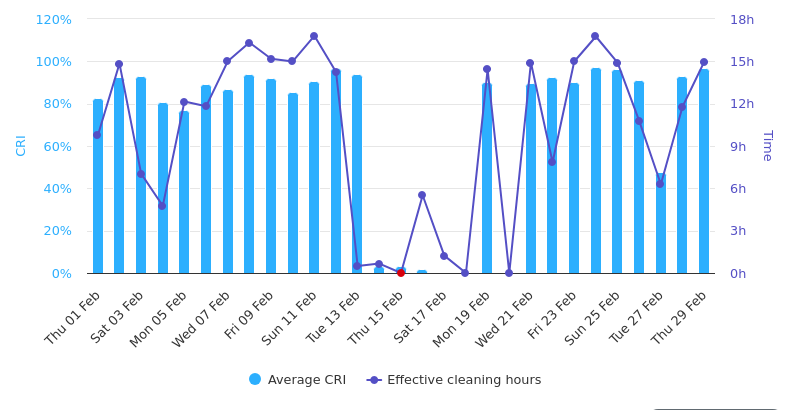 120%
100%
80%
60%
40%
20%
0%
CRI
18h
15h
12h
9h
6h
3h
0h
Time
Thu 01 Feb
Sat 03 Feb
Mon 05 Feb
Wed 07 Feb
Fri 09 Feb
Sun 11 Feb
Tue 13 Feb
Thu 15 Feb
Sat 17 Feb
Mon 19 Feb
Wed 21 Feb
Fri 23 Feb
Sun 25 Feb
Tue 27 Feb
Thu 29 Feb
Average CRI
Effective cleaning hours